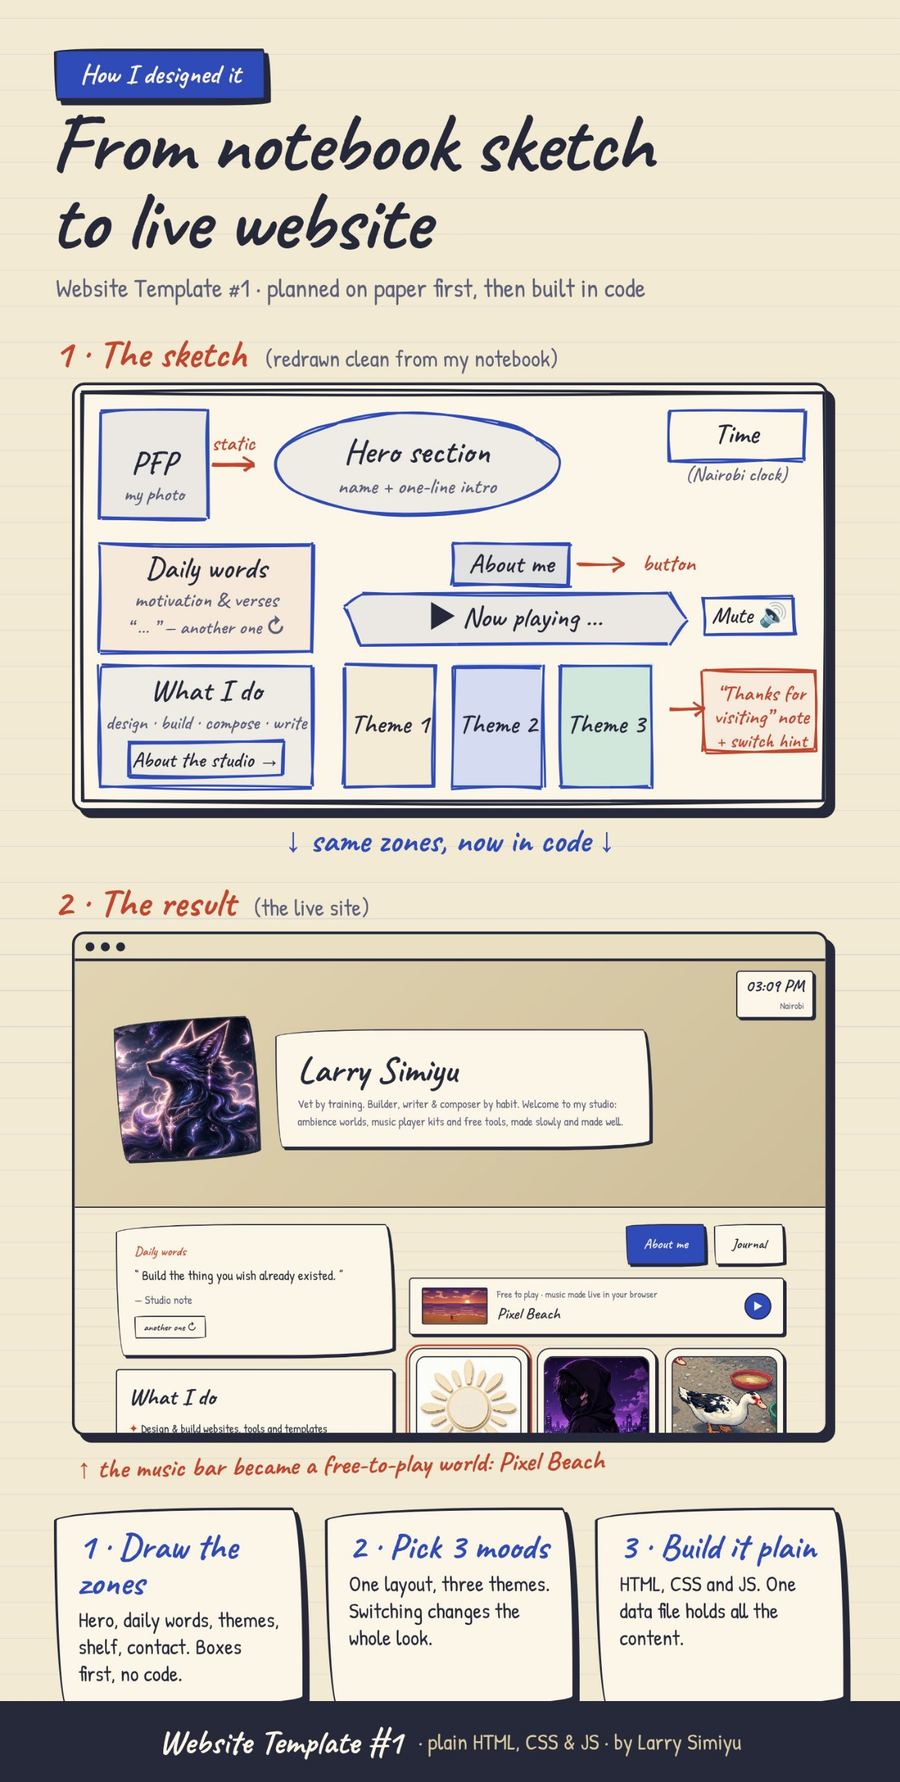 How I designed it
From notebook sketch
to live website
Website Template #1 · planned on paper first, then built in code
1 · The sketch (redrawn clean from my notebook)
PFP
my photo
static
Hero section
name + one-line intro
Time
(Nairobi clock)
Daily words
motivation & verses
“... ” — another one ↻
About me
button
▶ Now playing ...
Mute 🔊
What I do
design · build · compose · write
About the studio →
Theme 1
Theme 2
Theme 3
“Thanks for
visiting” note
+ switch hint
↓ same zones, now in code ↓
2 · The result (the live site)
03:09 PM
Nairobi
Larry Simiyu
Vet by training. Builder, writer & composer by habit. Welcome to my studio:
ambience worlds, music player kits and free tools, made slowly and made well.
Daily words
“ Build the thing you wish already existed. ”
— Studio note
another one ↻
About me
Journal
Free to play · music made live in your browser
Pixel Beach
What I do
✦ Design & build websites, tools and templates
↑ the music bar became a free-to-play world: Pixel Beach
1 · Draw the
zones
Hero, daily words, themes,
shelf, contact. Boxes
first, no code.
2 · Pick 3 moods
One layout, three themes.
Switching changes the
whole look.
3 · Build it plain
HTML, CSS and JS. One
data file holds all the
content.
Website Template #1 · plain HTML, CSS & JS · by Larry Simiyu